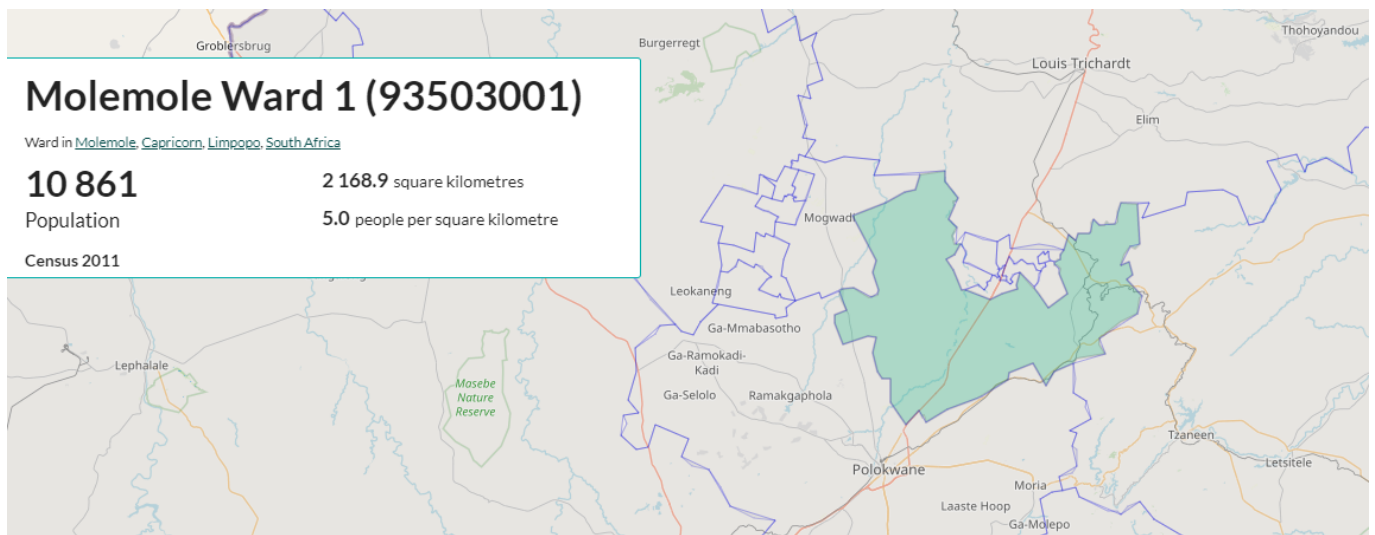 Groblersbrug
Burgerregt
Thohoyandou
Louis Trichardt
Molemole Ward 1 (93503001)
Ward in Molemole, Capricorn, Limpopo, South Africa
10 861
Population
2 168.9 square kilometres
5.0 people per square kilometre
Census 2011
Elim
Mogwadi
Leokaneng
Ga-Mmabasotho
Ga-Ramokadi-
Kadi
Lephalale
Masebe
Nature
Reserve
Ga-Selolo
Ramakgaphola
Tzaneen
Letsitele
Polokwane
Moria
Laaste Hoop
Ga-Molepo